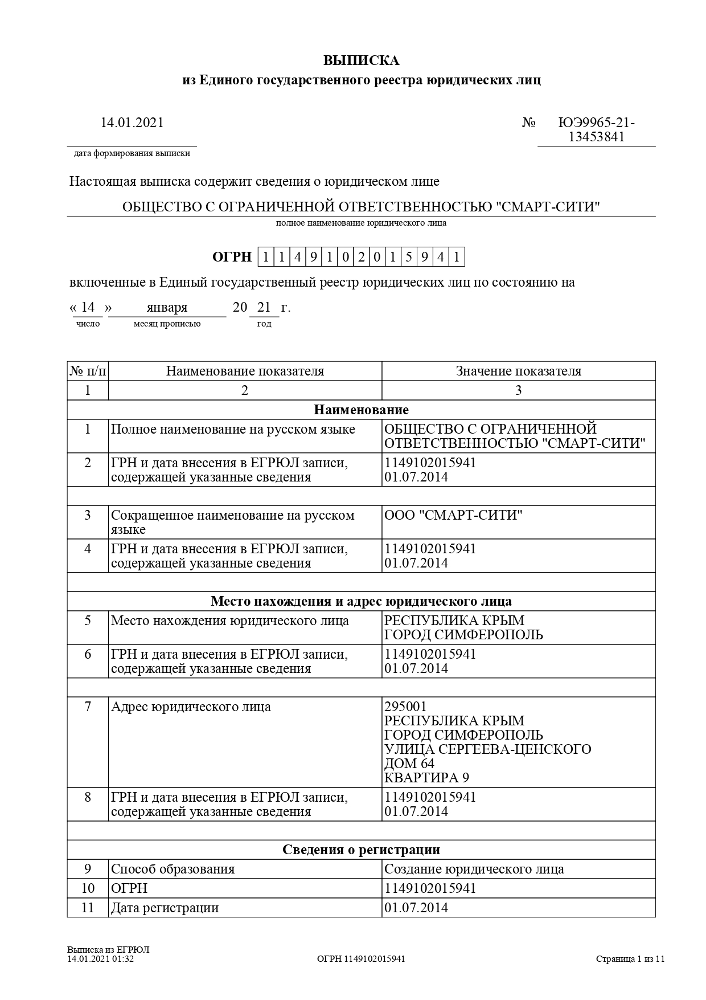 ВЫПИСКА
из Единого государственного реестра юридических лиц
14.01.2021
№
ЮЭ9965-21-
13453841
дата формирования выписки
Настоящая выписка содержит сведения о юридическом лице
ОБЩЕСТВО С ОГРАНИЧЕННОЙ ОТВЕТСТВЕННОСТЬЮ "СМАРТ-СИТИ"
полное наименование юридического лица
ОГРН 1 1 4 9 1 0 2 0 1 5 9 4 1
включенные в Единый государственный реестр юридических лиц по состоянию на
« 14 » января 20 21 г.
число месяц прописью год
№ п/п Наименование показателя Значение показателя
1 2 3
Наименование
1 Полное наименование на русском языке ОБЩЕСТВО С ОГРАНИЧЕННОЙ
ОТВЕТСТВЕННОСТЬЮ "СМАРТ-СИТИ"
2 ГРН и дата внесения в ЕГРЮЛ записи, 1149102015941
содержащей указанные сведения 01.07.2014
3 Сокращенное наименование на русском ООО "СМАРТ-СИТИ"
языке
4 ГРН и дата внесения в ЕГРЮЛ записи, 1149102015941
содержащей указанные сведения 01.07.2014
Место нахождения и адрес юридического лица
5 Место нахождения юридического лица РЕСПУБЛИКА КРЫМ
ГОРОД СИМФЕРОПОЛЬ
6 ГРН и дата внесения в ЕГРЮЛ записи, 1149102015941
содержащей указанные сведения 01.07.2014
7 Адрес юридического лица 295001
РЕСПУБЛИКА КРЫМ
ГОРОД СИМФЕРОПОЛЬ
УЛИЦА СЕРГЕЕВА-ЦЕНСКОГО
ДОМ 64
КВАРТИРА 9
8 ГРН и дата внесения в ЕГРЮЛ записи, 1149102015941
содержащей указанные сведения 01.07.2014
Сведения о регистрации
9 Способ образования Создание юридического лица
10 ОГРН 1149102015941
11 Дата регистрации 01.07.2014
Выписка из ЕГРЮЛ
14.01.2021 01:32 ОГРН 1149102015941 Страница 1 из 11